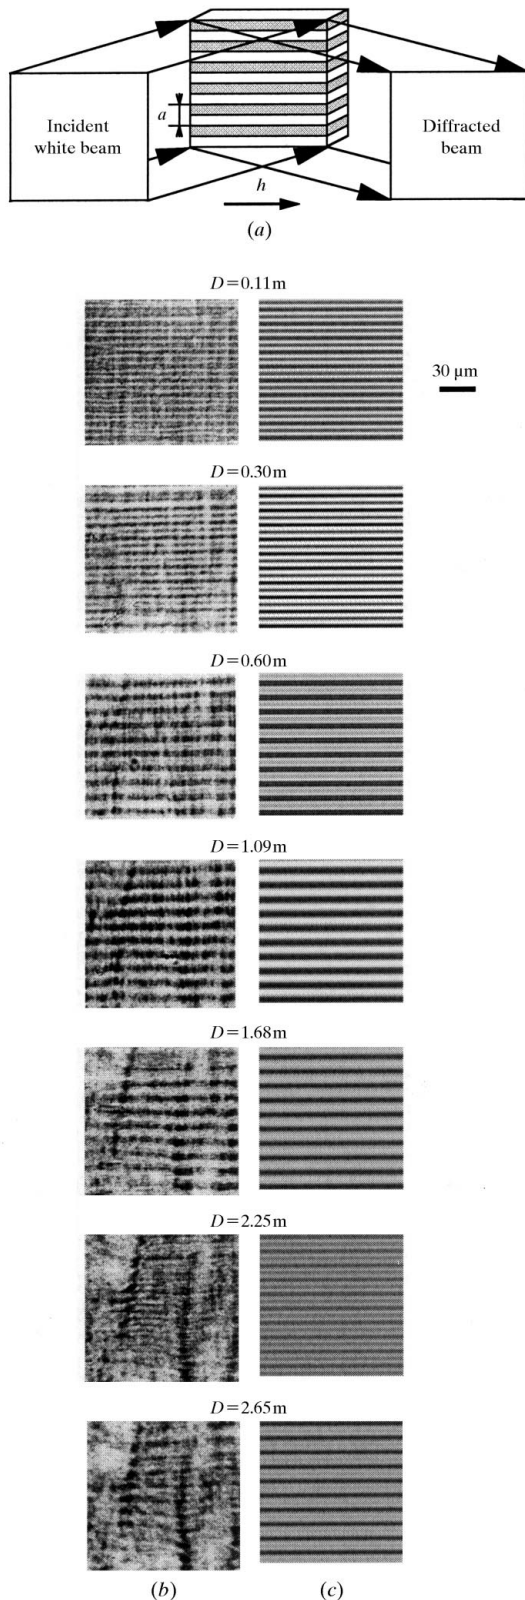 a
Incident
white beam
Diffracted
beam
h
(a)
D=0.11m
30 µm
D=0.30m
D=0.60m
D=1.09m
D=1.68m
D=2.25m
D=2.65m
(b) (c)